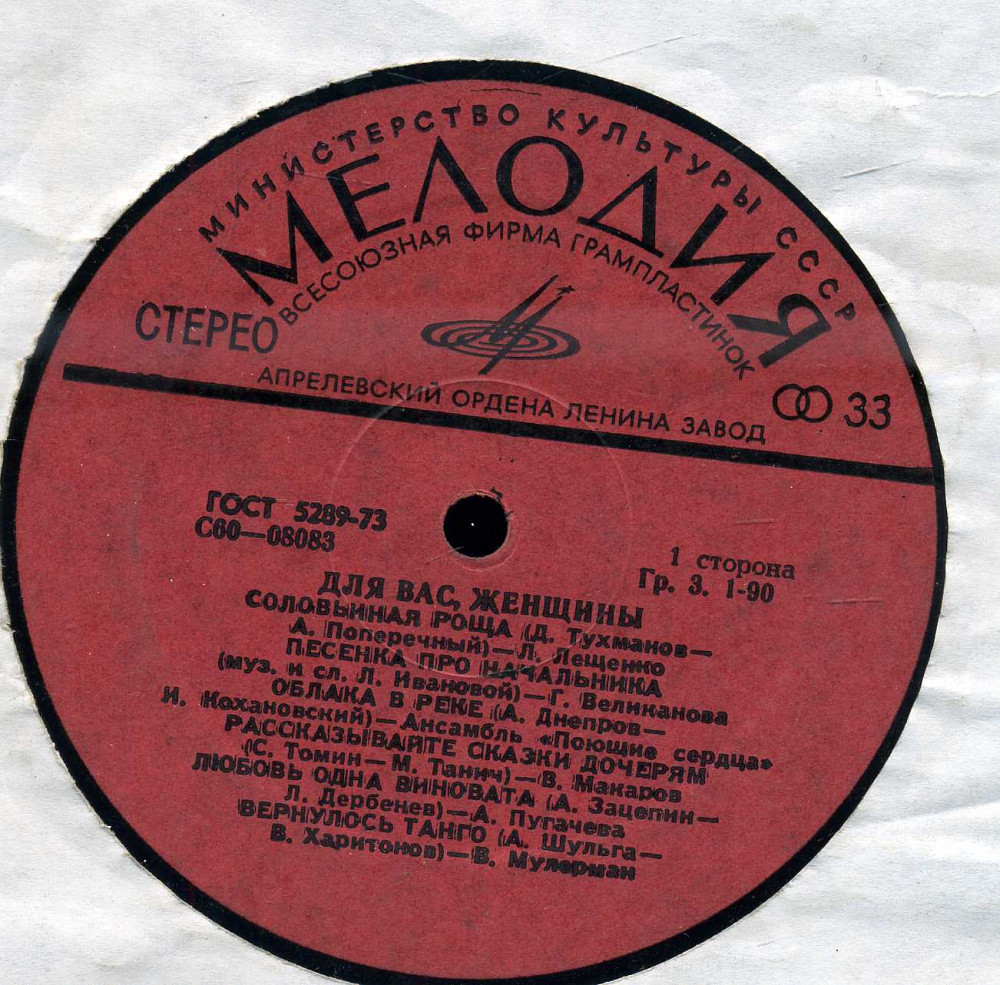 МИНИСТЕРСТВО КУЛЬТУРЫ СССР
МЕЛОДИЯ
ВСЕСОЮЗНАЯ ФИРМА ГРАМПЛАСТИНОК
СТЕРЕО
33
АПРЕЛЕВСКИЙ ОРДЕНА ЛЕНИНА ЗАВОД
ГОСТ 5289-73
С60—08083
1 сторона
Гр. 3. 1-90
ДЛЯ ВАС, ЖЕНЩИНЫ
СОЛОВЬИНАЯ РОЩА (Д. Тухманов—
А. Поперечный)—Л. Лещенко
ПЕСЕНКА ПРО НАЧАЛЬНИКА
(муз. и сл. Л. Ивановой)—Г. Великанова
ОБЛАКА В РЕКЕ (А. Днепров—
И. Кохановский)—Ансамбль «Поющие сердца»
РАССКАЗЫВАЙТЕ СКАЗКИ ДОЧЕРЯМ
(С. Томин—М. Танич)—В. Макаров
ЛЮБОВЬ ОДНА ВИНОВАТА (А. Зацепин—
Л. Дербенев)—А. Пугачева
ВЕРНУЛОСЬ ТАНГО (А. Шульга—
В. Харитонов)—В. Мулерман